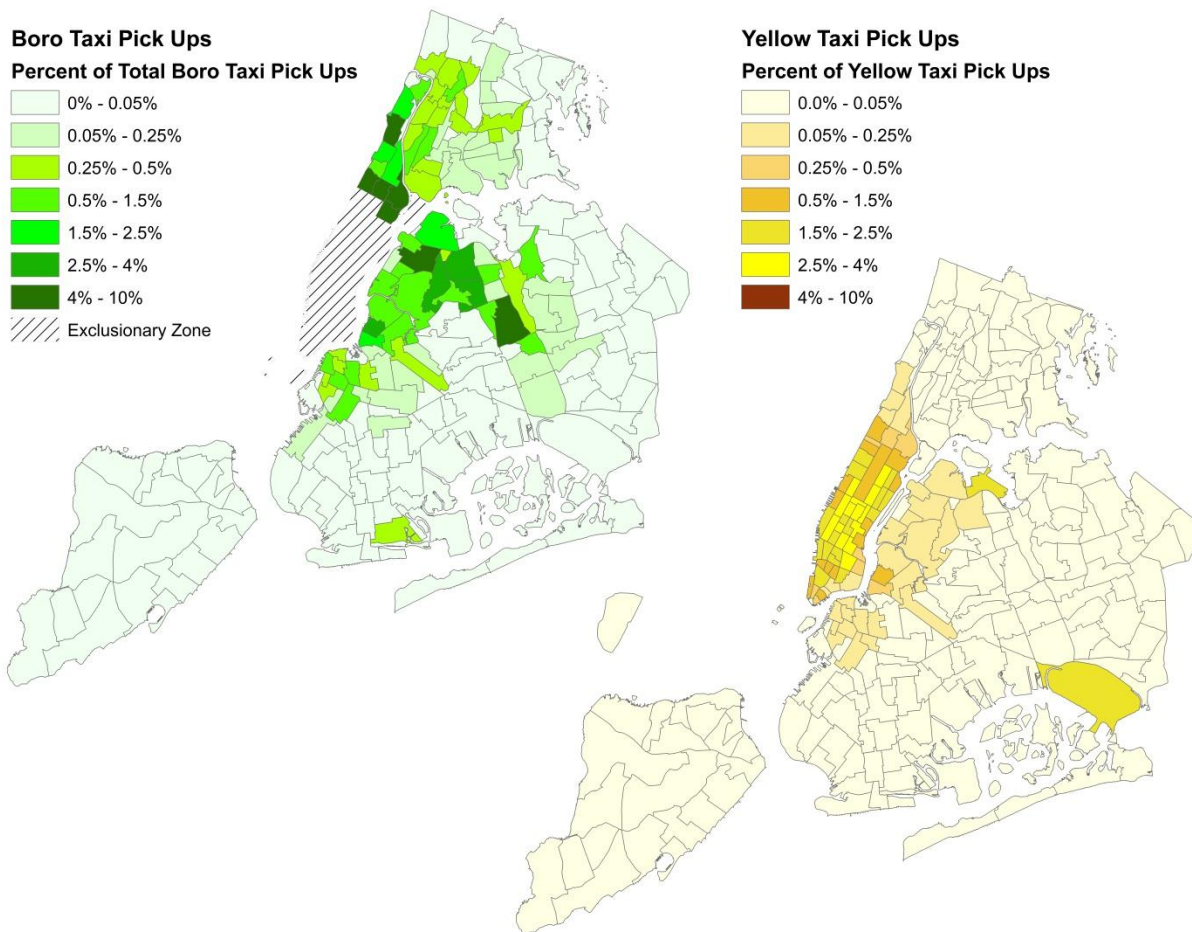 Boro Taxi Pick Ups
Percent of Total Boro Taxi Pick Ups
0% - 0.05%
0.05% - 0.25%
0.25% - 0.5%
0.5% - 1.5%
1.5% - 2.5%
2.5% - 4%
4% - 10%
Exclusionary Zone
Yellow Taxi Pick Ups
Percent of Yellow Taxi Pick Ups
0.0% - 0.05%
0.05% - 0.25%
0.25% - 0.5%
0.5% - 1.5%
1.5% - 2.5%
2.5% - 4%
4% - 10%